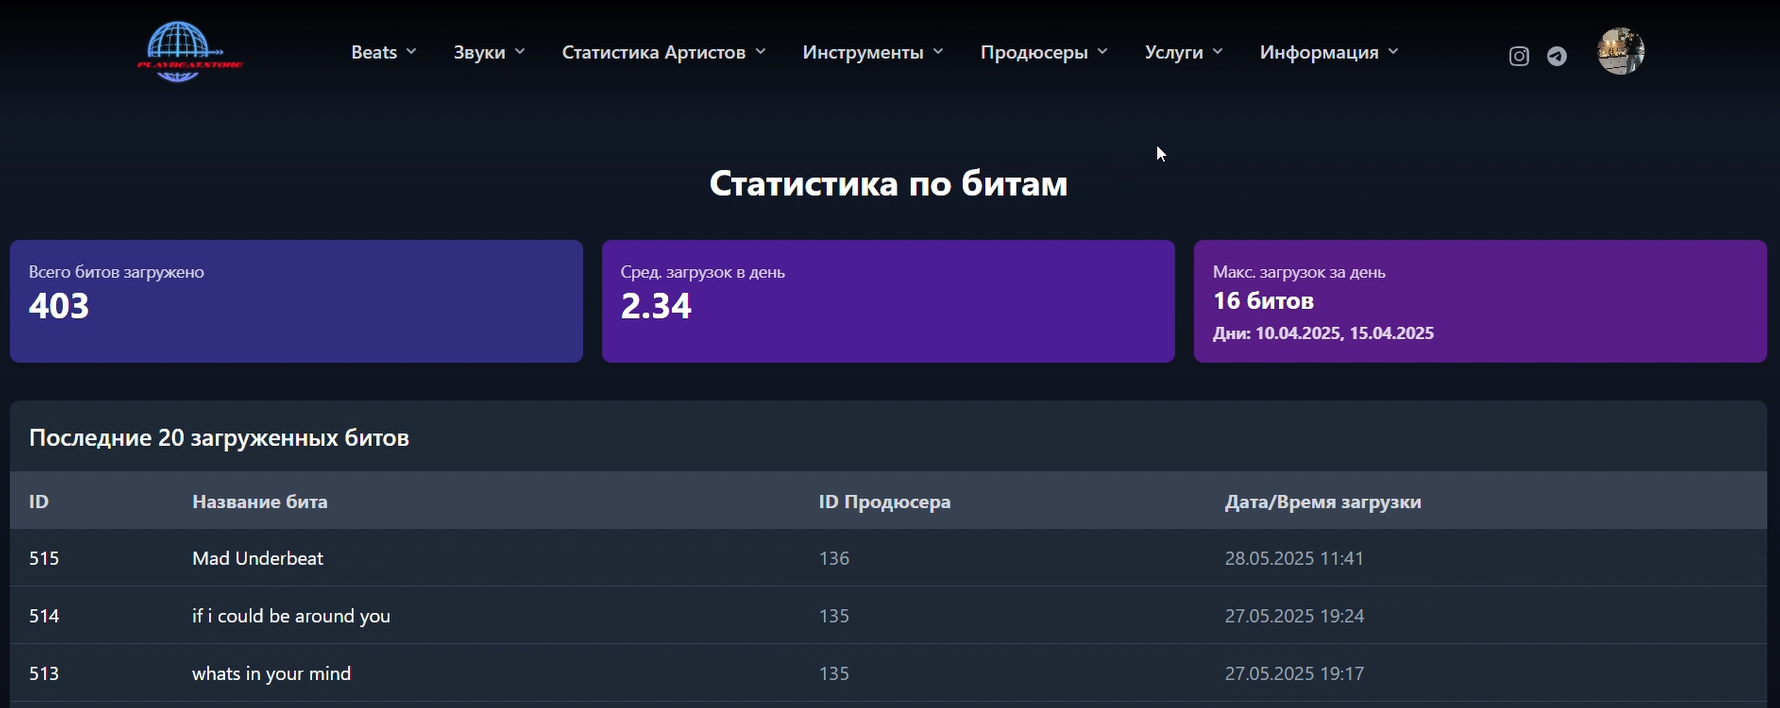 PLAYBEATSTORE
Beats Звуки Статистика Артистов Инструменты Продюсеры Услуги Информация
Статистика по битам
Всего битов загружено
403
Сред. загрузок в день
2.34
Макс. загрузок за день
16 битов
Дни: 10.04.2025, 15.04.2025
Последние 20 загруженных битов
ID Название бита ID Продюсера Дата/Время загрузки
515 Mad Underbeat 136 28.05.2025 11:41
514 if i could be around you 135 27.05.2025 19:24
513 whats in your mind 135 27.05.2025 19:17